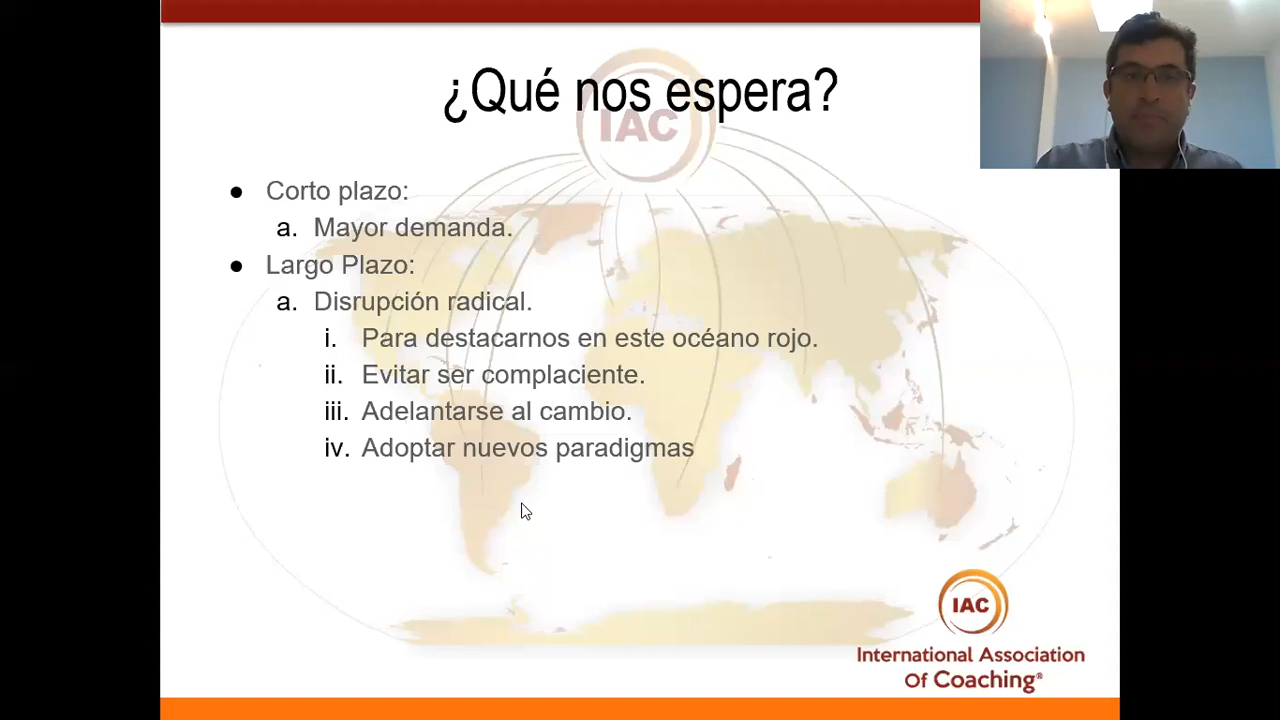 ¿Qué nos espera?
IAC
● Corto plazo:
a. Mayor demanda.
● Largo Plazo:
a. Disrupción radical.
i. Para destacarnos en este océano rojo.
ii. Evitar ser complaciente.
iii. Adelantarse al cambio.
iv. Adoptar nuevos paradigmas
IAC
International Association
Of Coaching®